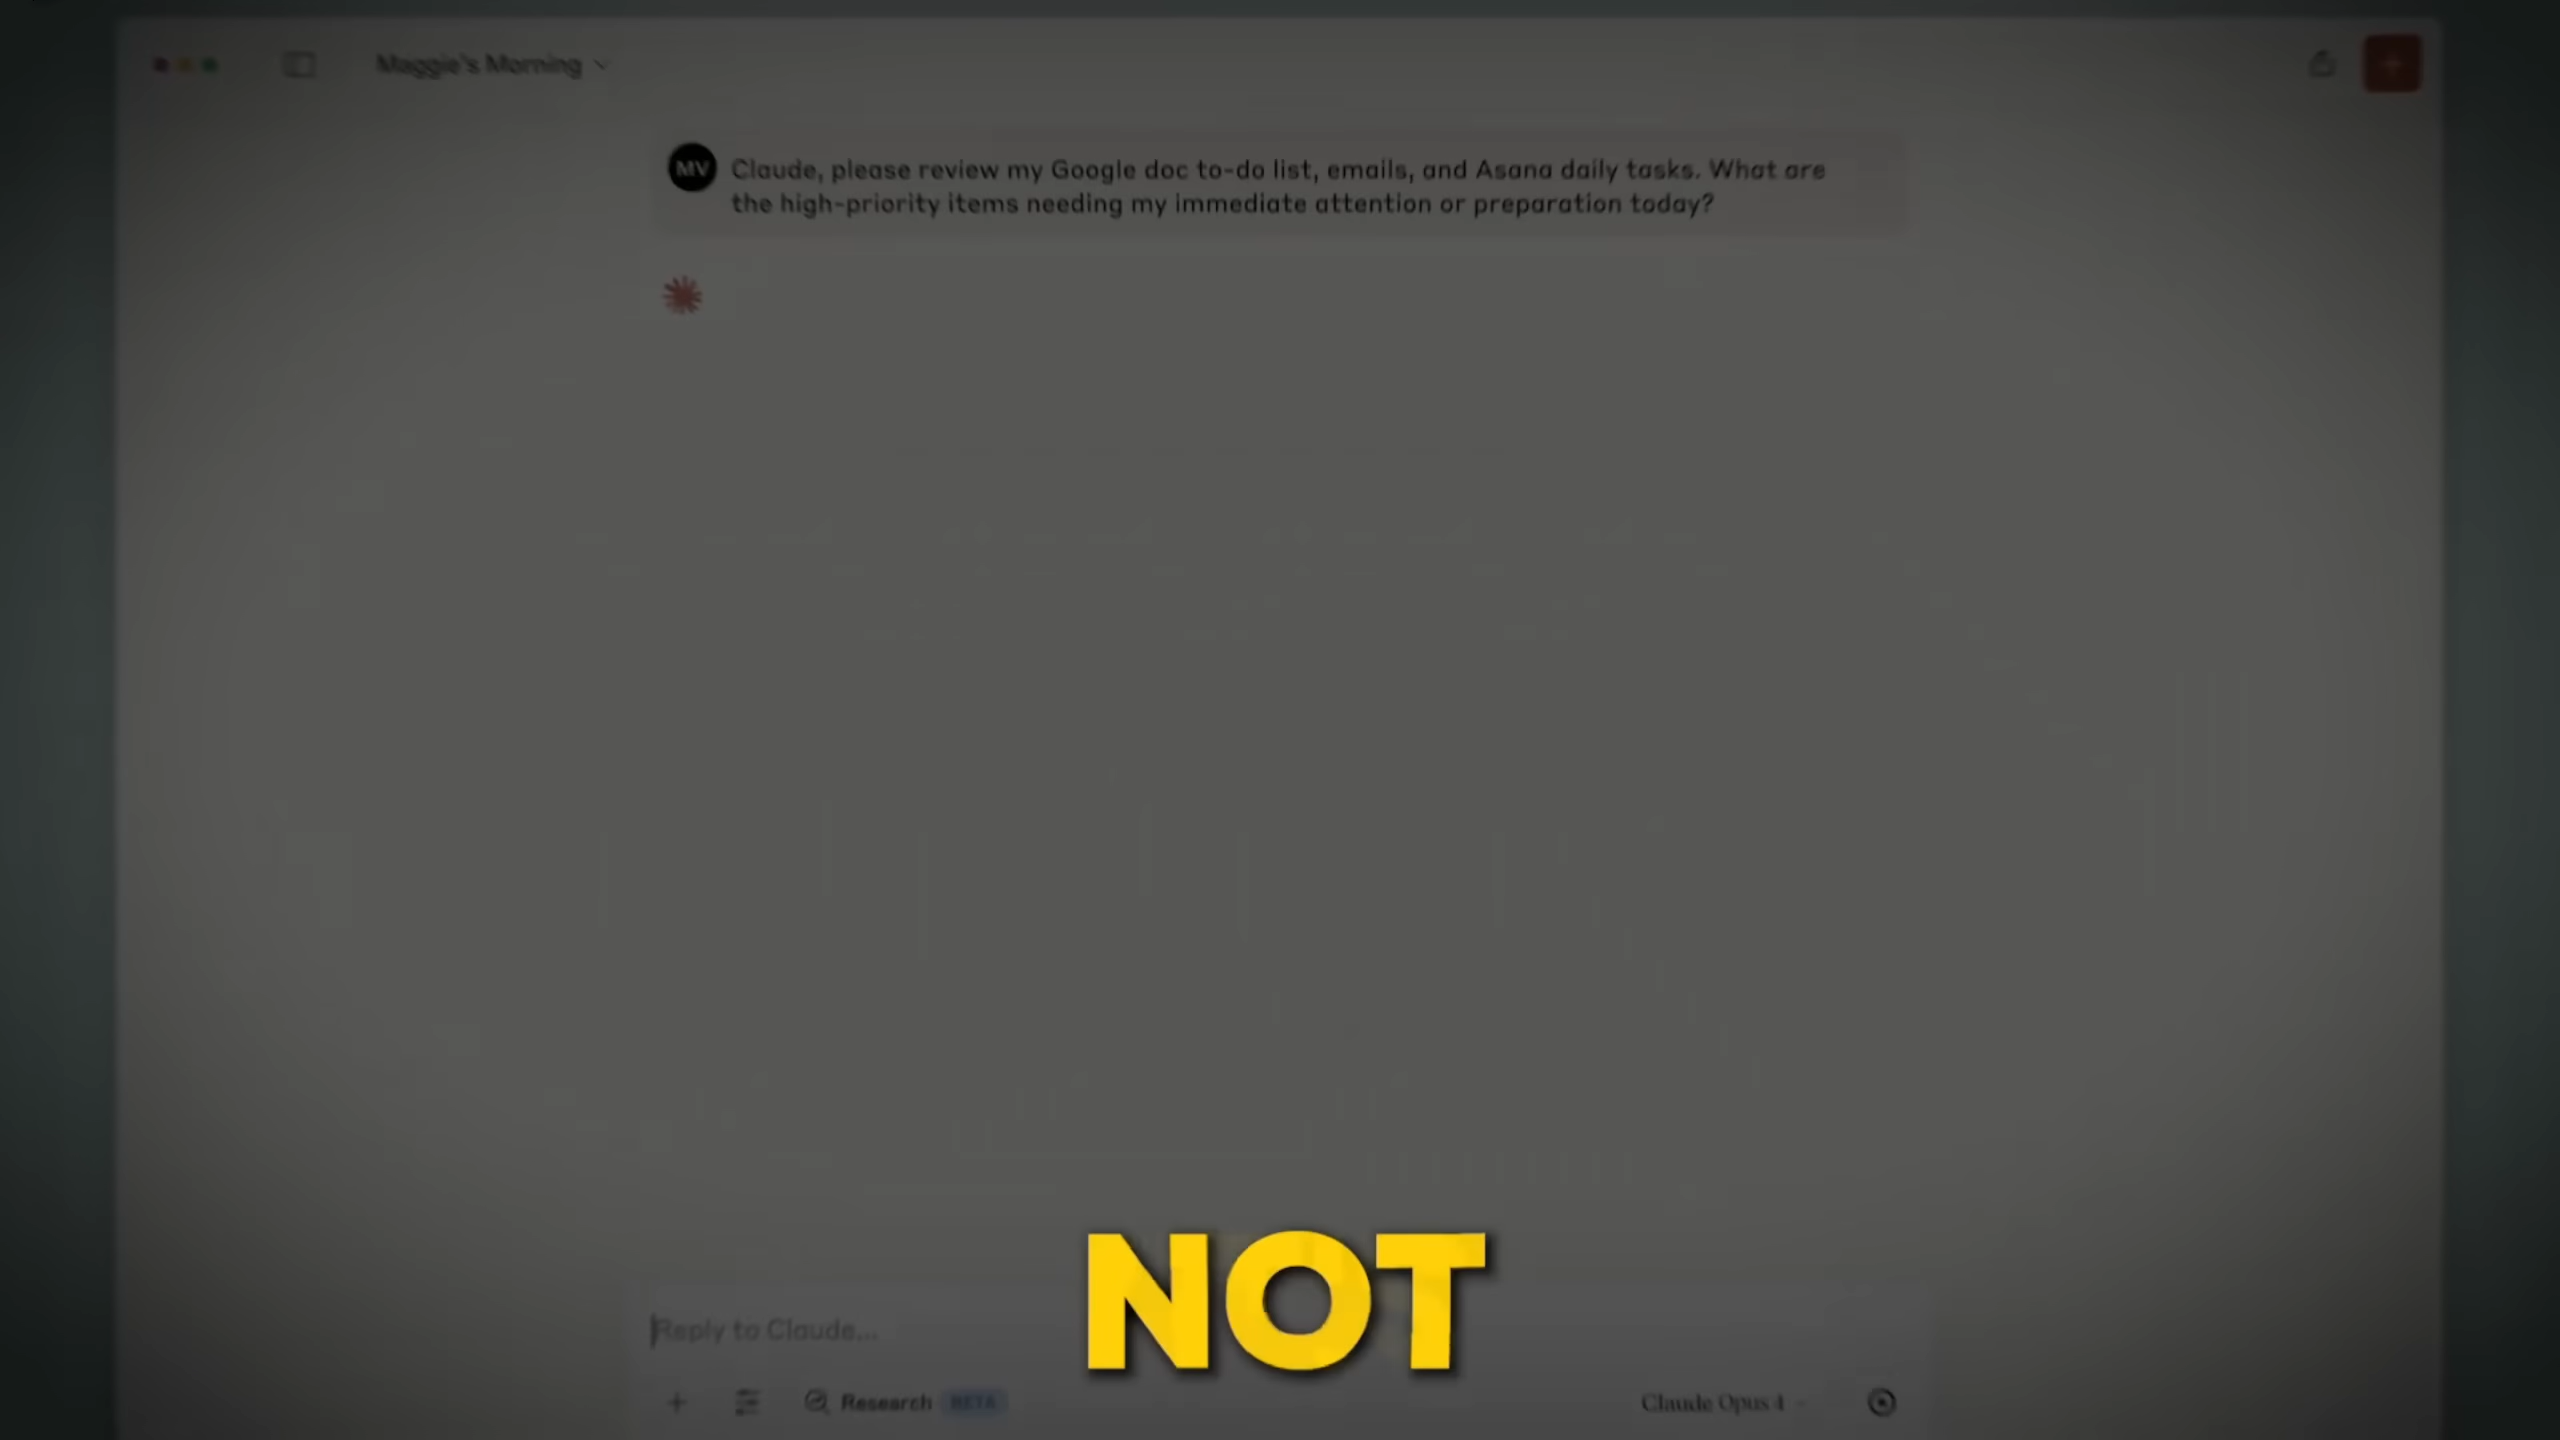 Maggie's Morning
MV
Claude, please review my Google doc to-do list, emails, and Asana daily tasks. What are
the high-priority items needing my immediate attention or preparation today?
NOT
Reply to Claude...
Research BETA
Claude Opus 4